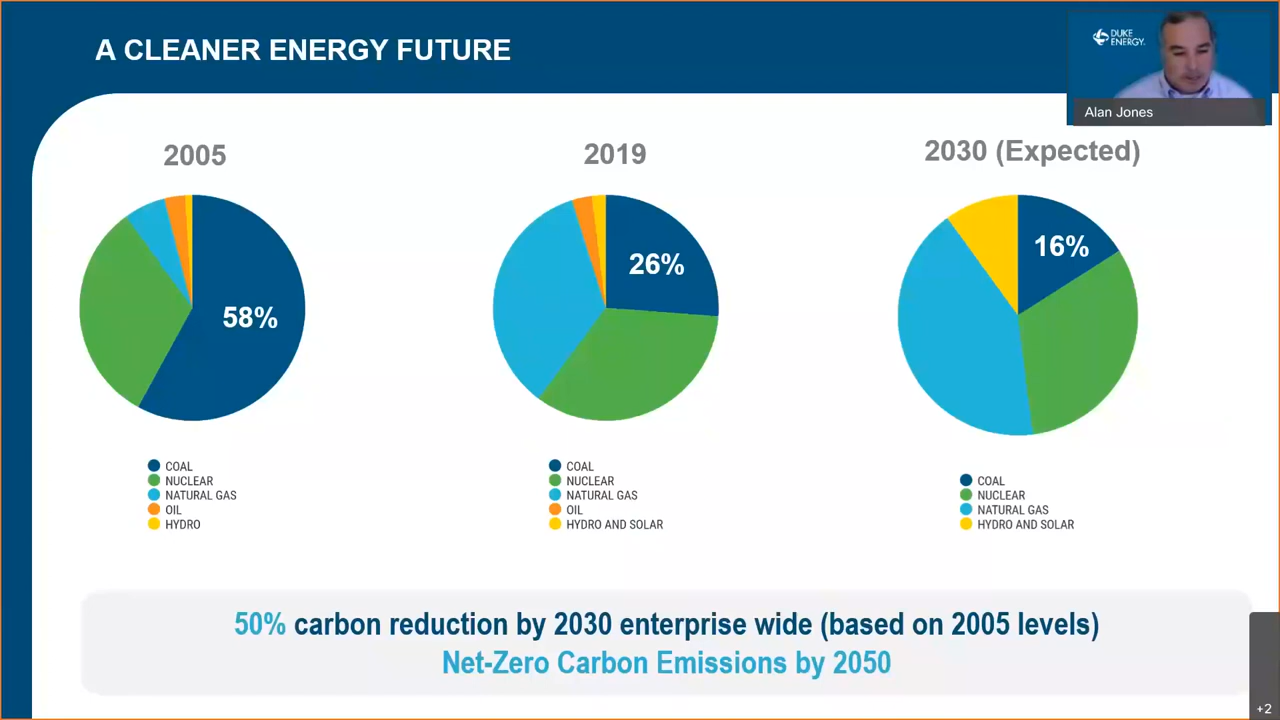 A CLEANER ENERGY FUTURE
DUKE
ENERGY.
Alan Jones
2005
2019
2030 (Expected)
58%
26%
16%
COAL
NUCLEAR
NATURAL GAS
OIL
HYDRO
COAL
NUCLEAR
NATURAL GAS
OIL
HYDRO AND SOLAR
COAL
NUCLEAR
NATURAL GAS
HYDRO AND SOLAR
50% carbon reduction by 2030 enterprise wide (based on 2005 levels)
Net-Zero Carbon Emissions by 2050
+2